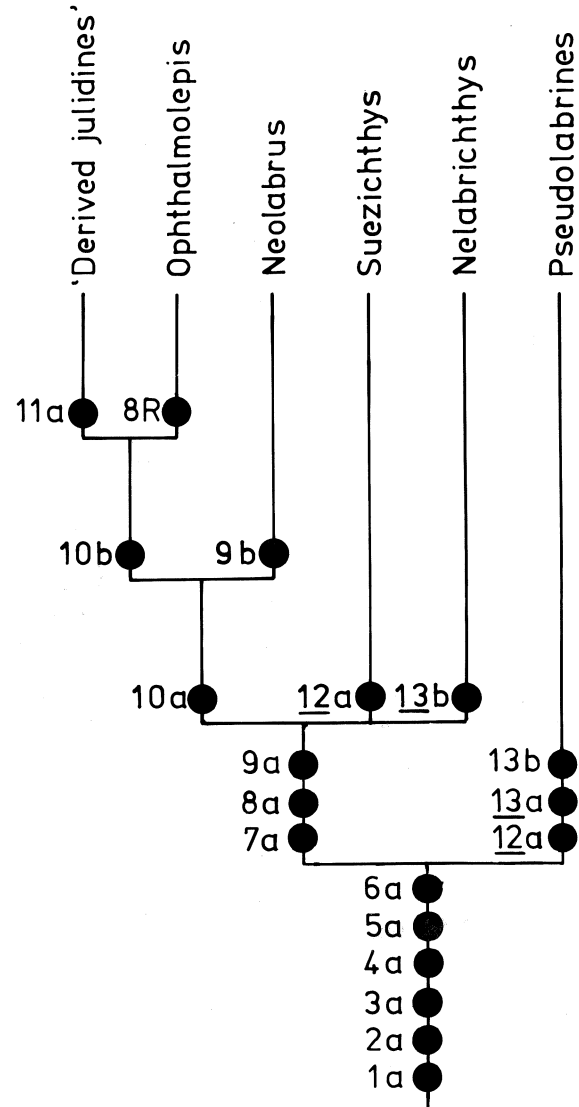 'Derived julidines'
Ophthalmolepis
Neolabrus
Suezichthys
Nelabrichthys
Pseudolabrines
11a
8R
10b
9b
10a
12a
13b
9a
13b
8a
13a
7a
12a
6a
5a
4a
3a
2a
1a